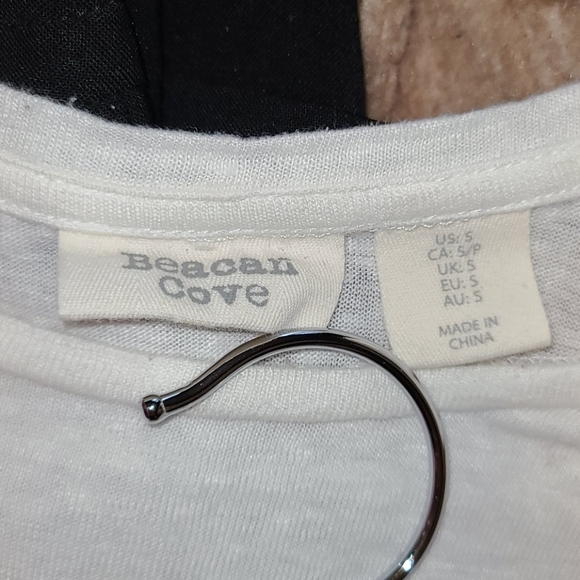 Beacan
Cove
US: S
CA: S/P
UK: S
EU: S
AU: S
MADE IN
CHINA